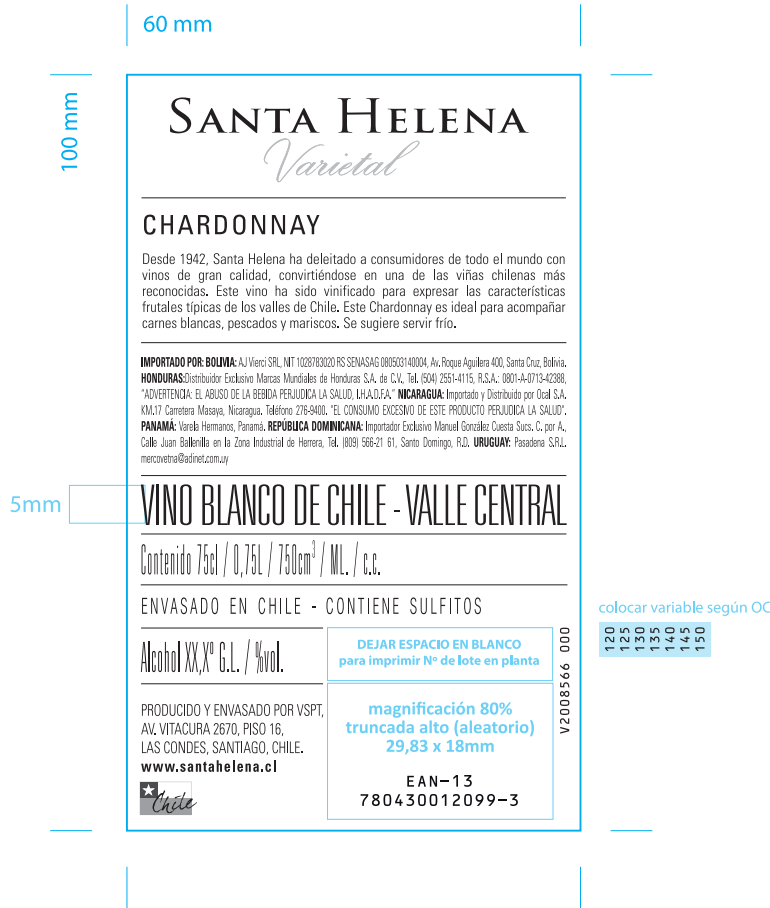 60 mm
100 mm
SANTA HELENA
Varietal
CHARDONNAY
Desde 1942, Santa Helena ha deleitado a consumidores de todo el mundo con
vinos de gran calidad, convirtiéndose en una de las viñas chilenas más
reconocidas. Este vino ha sido vinificado para expresar las características
frutales típicas de los valles de Chile. Este Chardonnay es ideal para acompañar
carnes blancas, pescados y mariscos. Se sugiere servir frío.
IMPORTADO POR: BOLIVIA: AJ Vierci SRL, NIT 1028783020 RS SENASAG 080503140004, Av. Roque Aguilera 400, Santa Cruz, Bolivia.
HONDURAS:Distribuidor Exclusivo Marcas Mundiales de Honduras S.A. de C.V., Tel. (504) 2551-4115, R.S.A.: 0801-A-0713-42388,
"ADVERTENCIA: EL ABUSO DE LA BEBIDA PERJUDICA LA SALUD, I.H.A.D.F.A." NICARAGUA: Importado y Distribuido por Ocal S.A.
KM.17 Carretera Masaya, Nicaragua. Teléfono 276-9400. "EL CONSUMO EXCESIVO DE ESTE PRODUCTO PERJUDICA LA SALUD".
PANAMÁ: Varela Hermanos, Panamá. REPÚBLICA DOMINICANA: Importador Exclusivo Manuel González Cuesta Sucs. C. por A.,
Calle Juan Ballenilla en la Zona Industrial de Herrera, Tel. (809) 566-21 61, Santo Domingo, R.D. URUGUAY: Pasadena S.R.L.
mercovetna@adinet.com.uy
5mm
VINO BLANCO DE CHILE - VALLE CENTRAL
Contenido 75cl / 0,75L / 750cm³ / ML. / c.c.
ENVASADO EN CHILE - CONTIENE SULFITOS
Alcohol XX,Xº G.L. / %vol.
DEJAR ESPACIO EN BLANCO
para imprimir Nº de lote en planta
PRODUCIDO Y ENVASADO POR VSPT,
AV. VITACURA 2670, PISO 16,
LAS CONDES, SANTIAGO, CHILE.
www.santahelena.cl
Chile
magnificación 80%
truncada alto (aleatorio)
29,83 x 18mm
EAN-13
780430012099-3
V2008566 000
colocar variable según OC
120
125
130
135
140
145
150